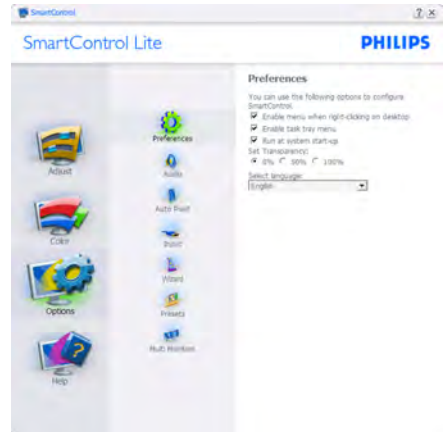 SmartControl
SmartControl Lite
PHILIPS
Adjust
Color
Options
Help
Preferences
Audio
Auto Pivot
Wizard
Presets
Multi Monitors
Preferences
You can use the following options to configure
SmartControl.
Enable menu when right-clicking on desktop
Enable task tray menu
Run at system start-up
Set Transparency:
0% 50% 100%
Select language:
English